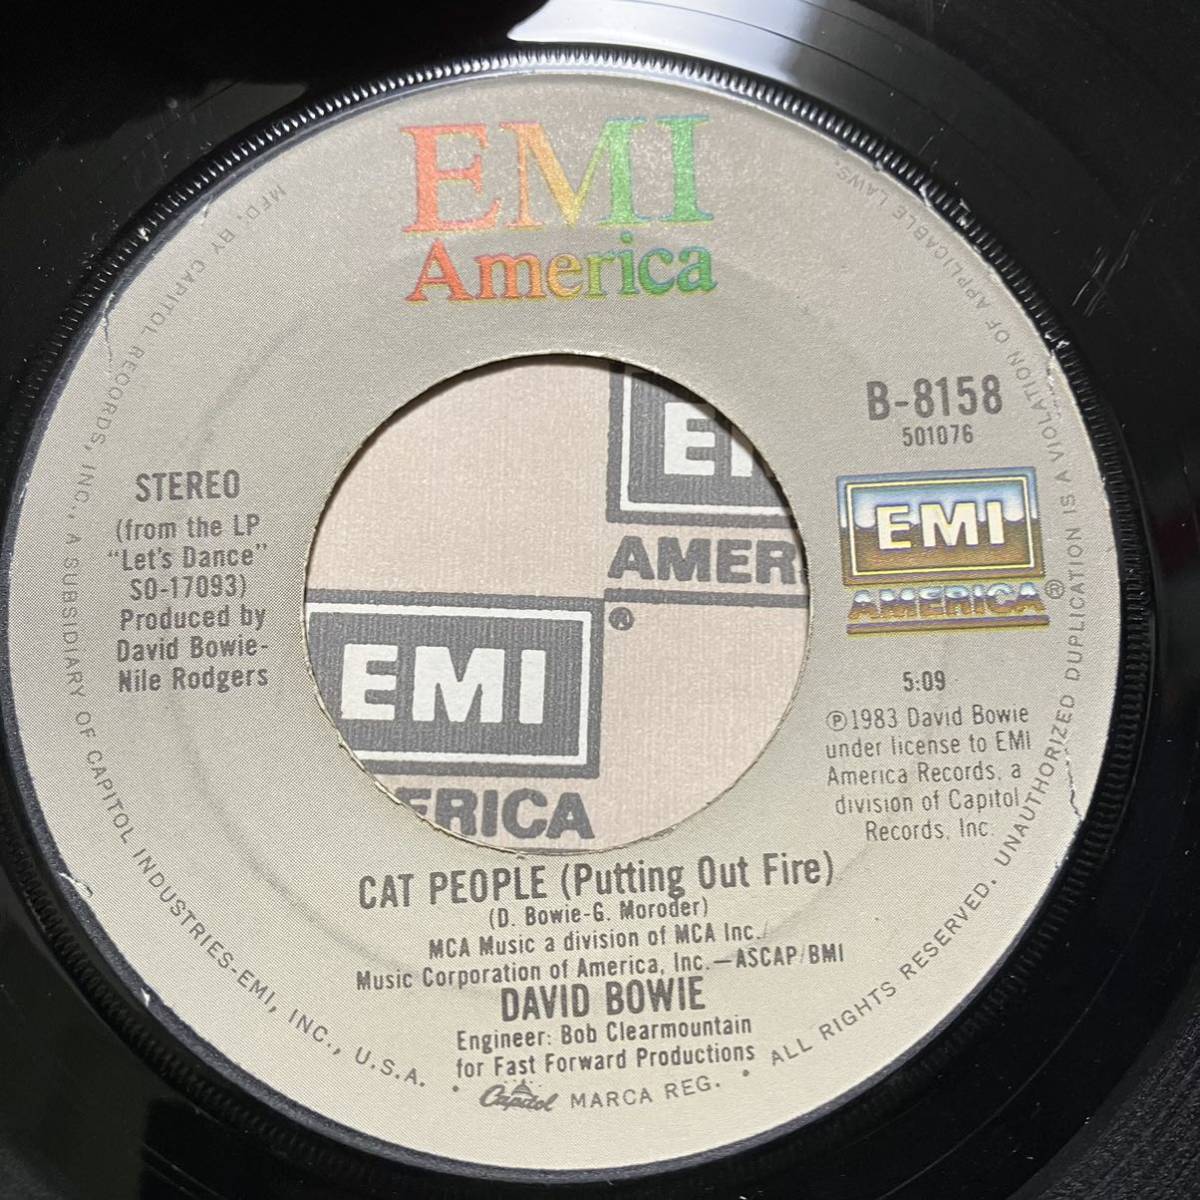 EMI
America
B-8158
501076
EMI
AMERICA®
STEREO
(from the LP
"Let's Dance"
SO-17093)
Produced by
David Bowie-
Nile Rodgers
5:09
℗1983 David Bowie
under license to EMI
America Records, a
division of Capitol
Records, Inc.
EMI
AMER
®
EMI
ERICA
CAT PEOPLE (Putting Out Fire)
(D. Bowie-G. Moroder)
MCA Music a division of MCA Inc./
Music Corporation of America, Inc.—ASCAP/BMI
DAVID BOWIE
Engineer: Bob Clearmountain
for Fast Forward Productions
MFD. BY CAPITOL RECORDS, INC., A SUBSIDIARY OF CAPITOL INDUSTRIES-EMI, INC., U.S.A. • Capitol MARCA REG. • ALL RIGHTS RESERVED. UNAUTHORIZED DUPLICATION IS A VIOLATION OF APPLICABLE LAWS.